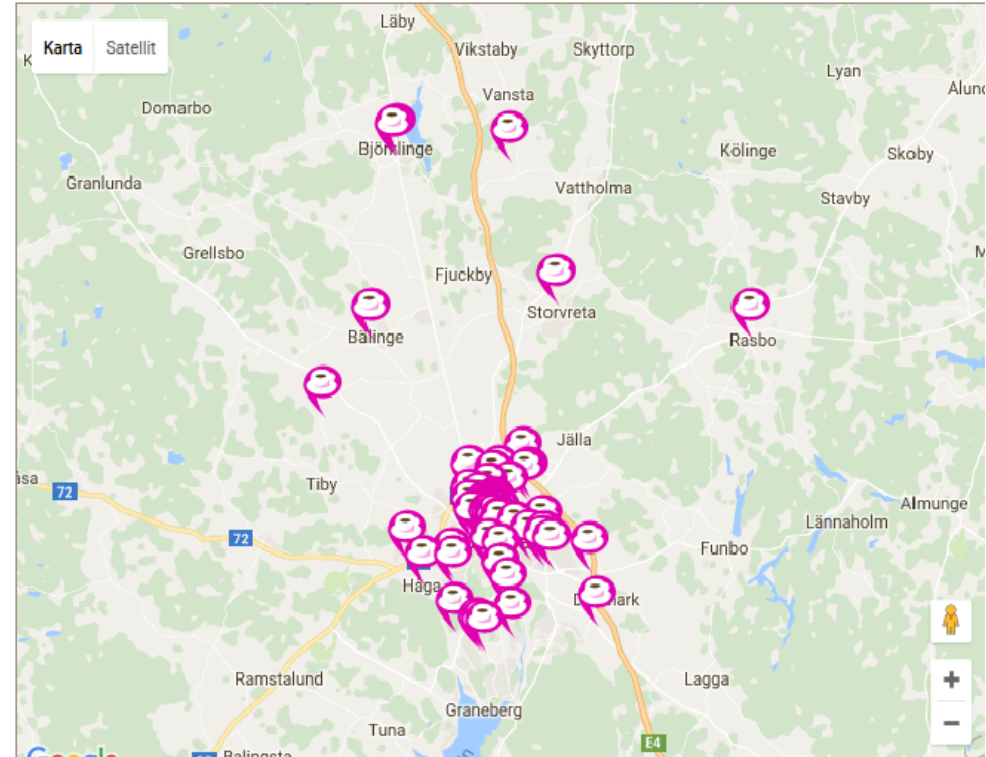 Läby
Karta Satellit
Vikstaby
Skyttorp
Lyan
Vansta
Domarbo
Björklinge
Kölinge
Skoby
Granlunda
Vattholma
Stavby
Grellsbo
Fjuckby
Storvreta
Bälinge
Rasbo
Jälla
Tiby
72
Almunge
Lännaholm
72
Funbo
Haga
Ramstalund
Lagga
Graneberg
Tuna
E4
+
−